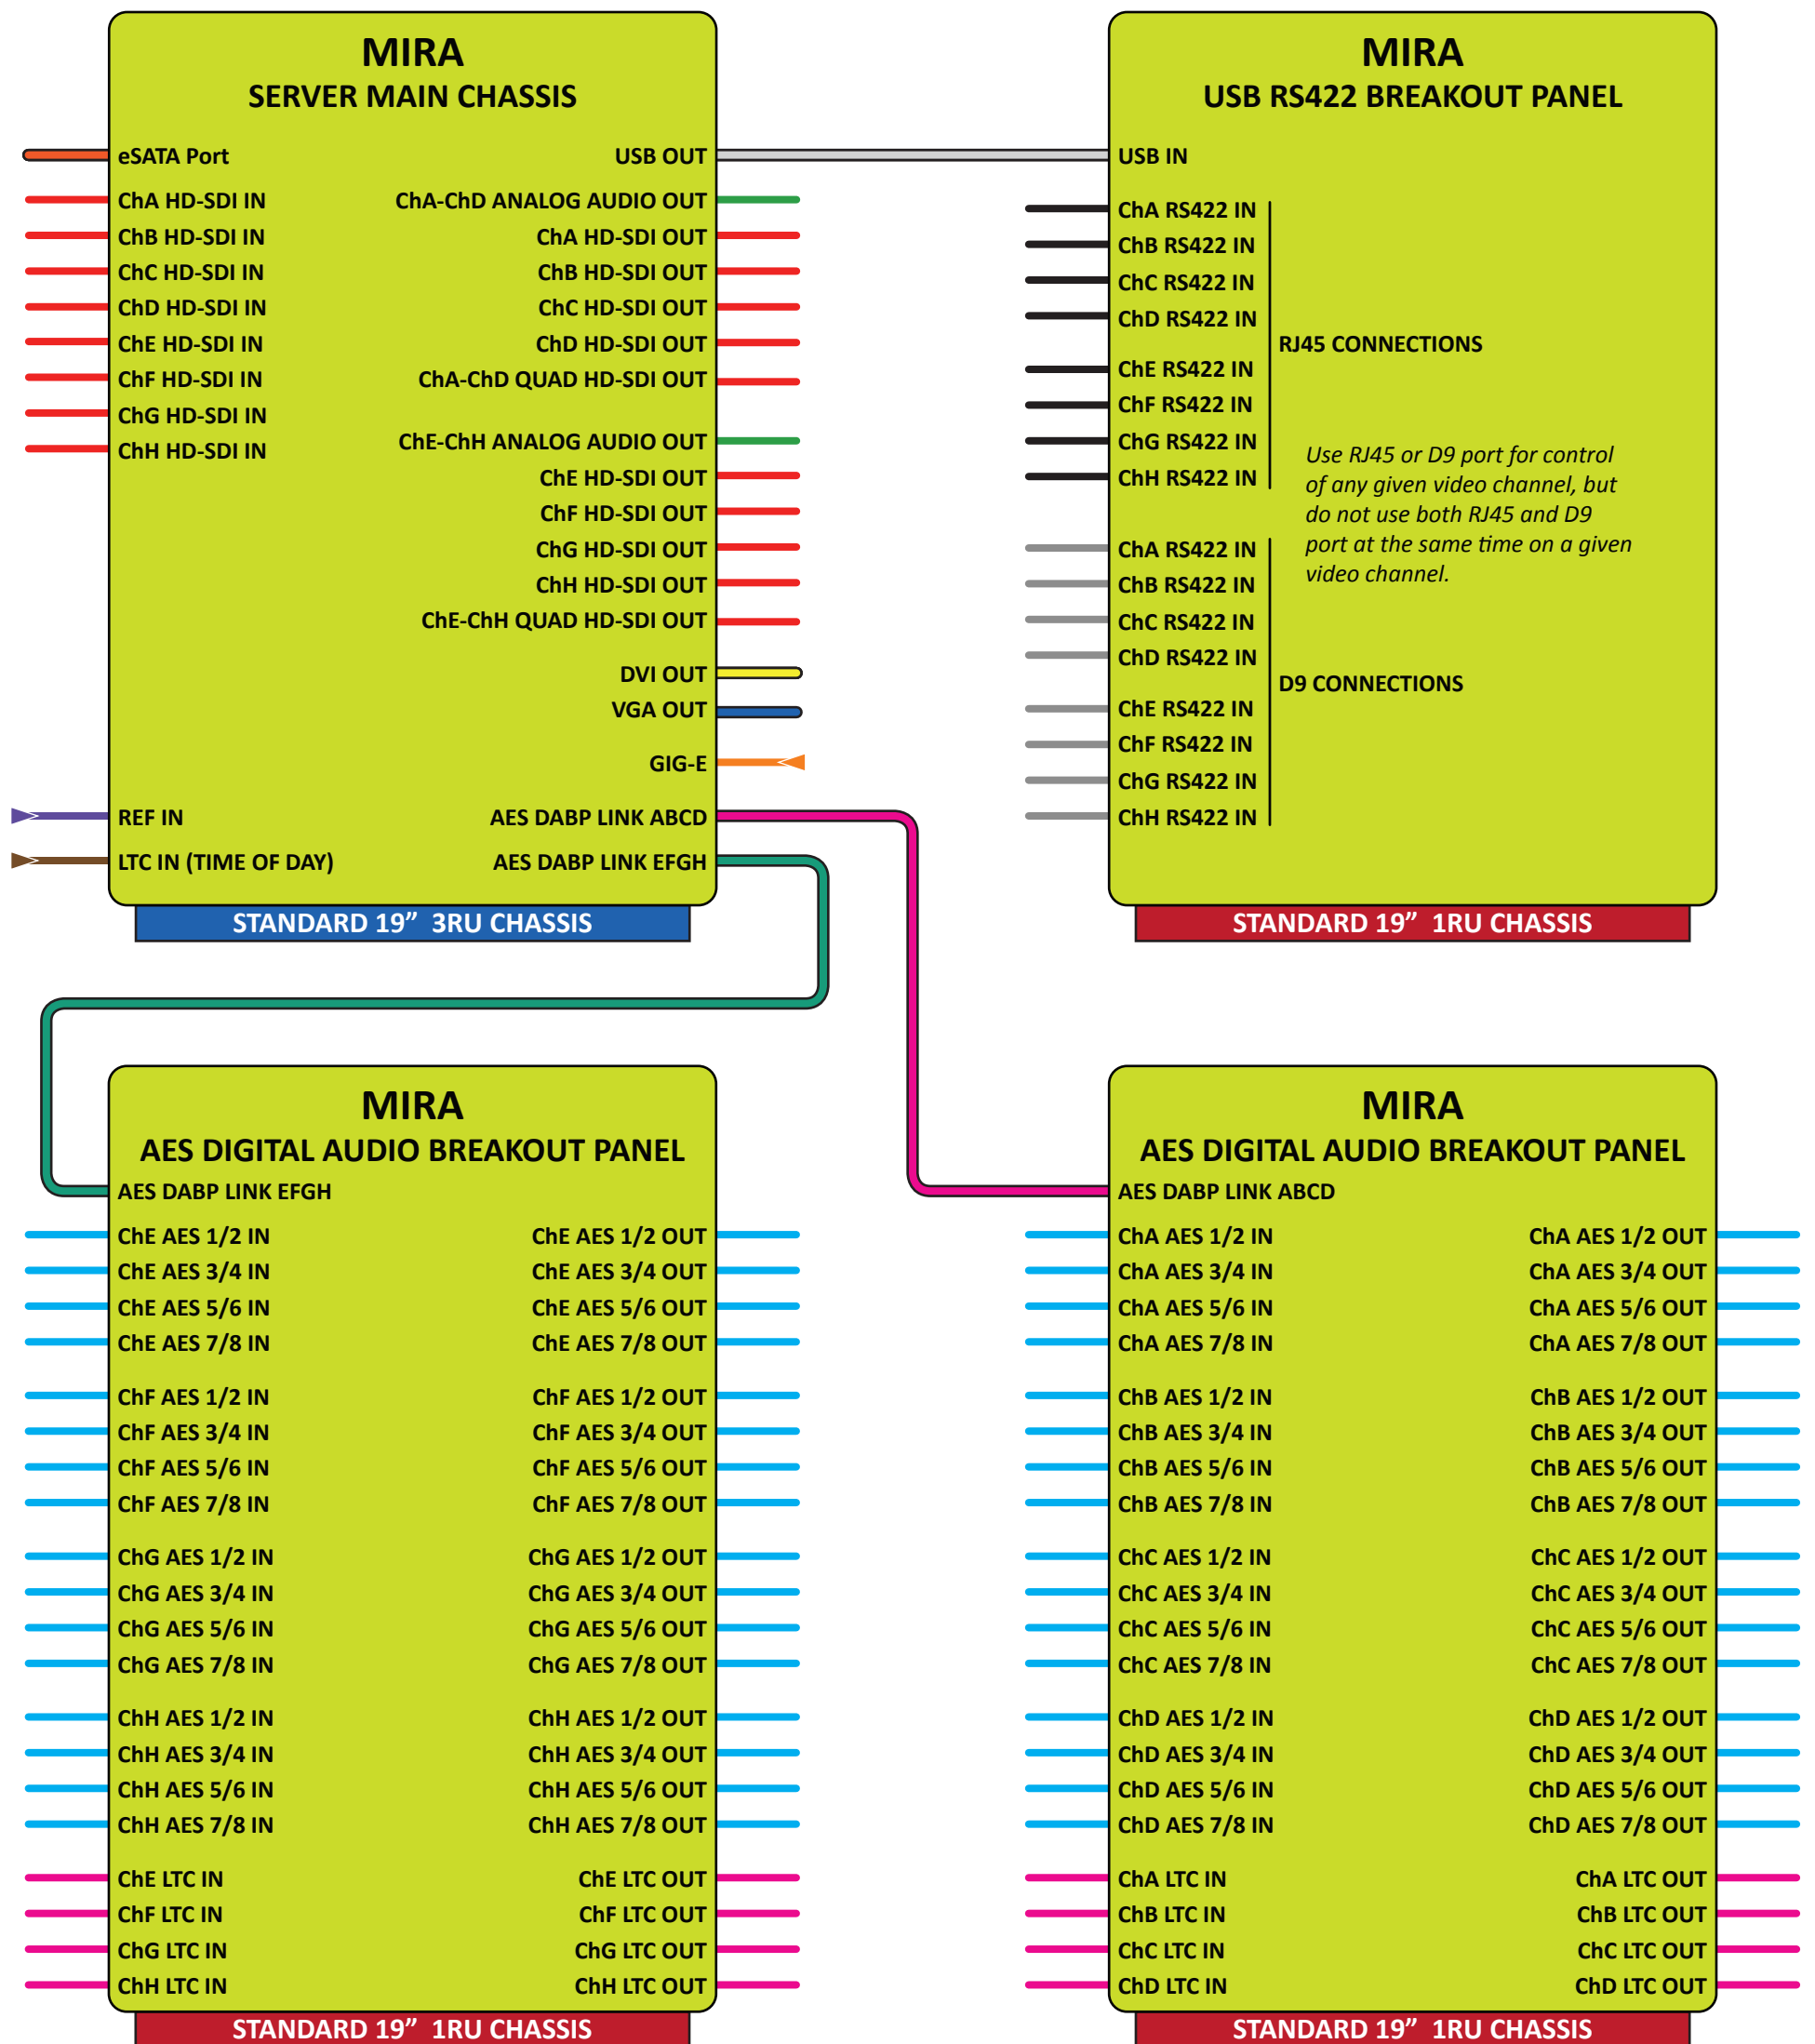 MIRA
SERVER MAIN CHASSIS
eSATA Port
ChA HD-SDI IN
ChB HD-SDI IN
ChC HD-SDI IN
ChD HD-SDI IN
ChE HD-SDI IN
ChF HD-SDI IN
ChG HD-SDI IN
ChH HD-SDI IN
REF IN
LTC IN (TIME OF DAY)
USB OUT
ChA-ChD ANALOG AUDIO OUT
ChA HD-SDI OUT
ChB HD-SDI OUT
ChC HD-SDI OUT
ChD HD-SDI OUT
ChA-ChD QUAD HD-SDI OUT
ChE-ChH ANALOG AUDIO OUT
ChE HD-SDI OUT
ChF HD-SDI OUT
ChG HD-SDI OUT
ChH HD-SDI OUT
ChE-ChH QUAD HD-SDI OUT
DVI OUT
VGA OUT
GIG-E
AES DABP LINK ABCD
AES DABP LINK EFGH
STANDARD 19” 3RU CHASSIS
MIRA
USB RS422 BREAKOUT PANEL
USB IN
ChA RS422 IN
ChB RS422 IN
ChC RS422 IN
ChD RS422 IN
ChE RS422 IN
ChF RS422 IN
ChG RS422 IN
ChH RS422 IN
RJ45 CONNECTIONS
Use RJ45 or D9 port for control
of any given video channel, but
do not use both RJ45 and D9
port at the same time on a given
video channel.
ChA RS422 IN
ChB RS422 IN
ChC RS422 IN
ChD RS422 IN
ChE RS422 IN
ChF RS422 IN
ChG RS422 IN
ChH RS422 IN
D9 CONNECTIONS
STANDARD 19” 1RU CHASSIS
MIRA
AES DIGITAL AUDIO BREAKOUT PANEL
AES DABP LINK EFGH
ChE AES 1/2 IN
ChE AES 3/4 IN
ChE AES 5/6 IN
ChE AES 7/8 IN
ChF AES 1/2 IN
ChF AES 3/4 IN
ChF AES 5/6 IN
ChF AES 7/8 IN
ChG AES 1/2 IN
ChG AES 3/4 IN
ChG AES 5/6 IN
ChG AES 7/8 IN
ChH AES 1/2 IN
ChH AES 3/4 IN
ChH AES 5/6 IN
ChH AES 7/8 IN
ChE LTC IN
ChF LTC IN
ChG LTC IN
ChH LTC IN
ChE AES 1/2 OUT
ChE AES 3/4 OUT
ChE AES 5/6 OUT
ChE AES 7/8 OUT
ChF AES 1/2 OUT
ChF AES 3/4 OUT
ChF AES 5/6 OUT
ChF AES 7/8 OUT
ChG AES 1/2 OUT
ChG AES 3/4 OUT
ChG AES 5/6 OUT
ChG AES 7/8 OUT
ChH AES 1/2 OUT
ChH AES 3/4 OUT
ChH AES 5/6 OUT
ChH AES 7/8 OUT
ChE LTC OUT
ChF LTC OUT
ChG LTC OUT
ChH LTC OUT
STANDARD 19” 1RU CHASSIS
MIRA
AES DIGITAL AUDIO BREAKOUT PANEL
AES DABP LINK ABCD
ChA AES 1/2 IN
ChA AES 3/4 IN
ChA AES 5/6 IN
ChA AES 7/8 IN
ChB AES 1/2 IN
ChB AES 3/4 IN
ChB AES 5/6 IN
ChB AES 7/8 IN
ChC AES 1/2 IN
ChC AES 3/4 IN
ChC AES 5/6 IN
ChC AES 7/8 IN
ChD AES 1/2 IN
ChD AES 3/4 IN
ChD AES 5/6 IN
ChD AES 7/8 IN
ChA LTC IN
ChB LTC IN
ChC LTC IN
ChD LTC IN
ChA AES 1/2 OUT
ChA AES 3/4 OUT
ChA AES 5/6 OUT
ChA AES 7/8 OUT
ChB AES 1/2 OUT
ChB AES 3/4 OUT
ChB AES 5/6 OUT
ChB AES 7/8 OUT
ChC AES 1/2 OUT
ChC AES 3/4 OUT
ChC AES 5/6 OUT
ChC AES 7/8 OUT
ChD AES 1/2 OUT
ChD AES 3/4 OUT
ChD AES 5/6 OUT
ChD AES 7/8 OUT
ChA LTC OUT
ChB LTC OUT
ChC LTC OUT
ChD LTC OUT
STANDARD 19” 1RU CHASSIS